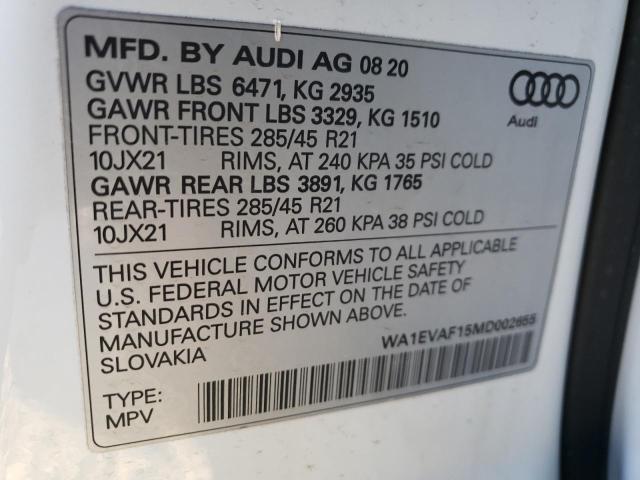 MFD. BY AUDI AG 08 20
GVWR LBS 6471, KG 2935
GAWR FRONT LBS 3329, KG 1510
FRONT-TIRES 285/45 R21
10JX21 RIMS, AT 240 KPA 35 PSI COLD
GAWR REAR LBS 3891, KG 1765
REAR-TIRES 285/45 R21
10JX21 RIMS, AT 260 KPA 38 PSI COLD
Audi
THIS VEHICLE CONFORMS TO ALL APPLICABLE
U.S. FEDERAL MOTOR VEHICLE SAFETY
STANDARDS IN EFFECT ON THE DATE OF
MANUFACTURE SHOWN ABOVE.
SLOVAKIA
WA1EVAF15MD002655
TYPE:
MPV